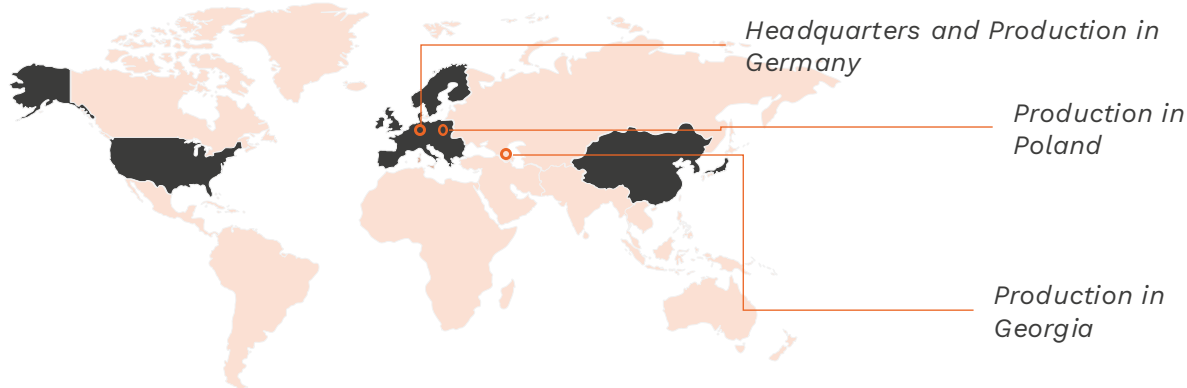 Headquarters and Production in
Germany
Production in
Poland
Production in
Georgia